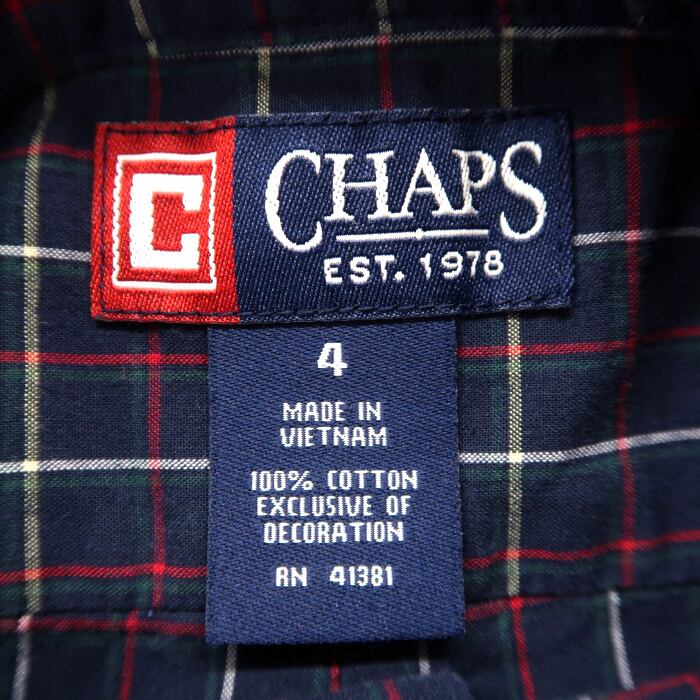 C
CHAPS
EST. 1978
4
MADE IN
VIETNAM
100% COTTON
EXCLUSIVE OF
DECORATION
RN 41381